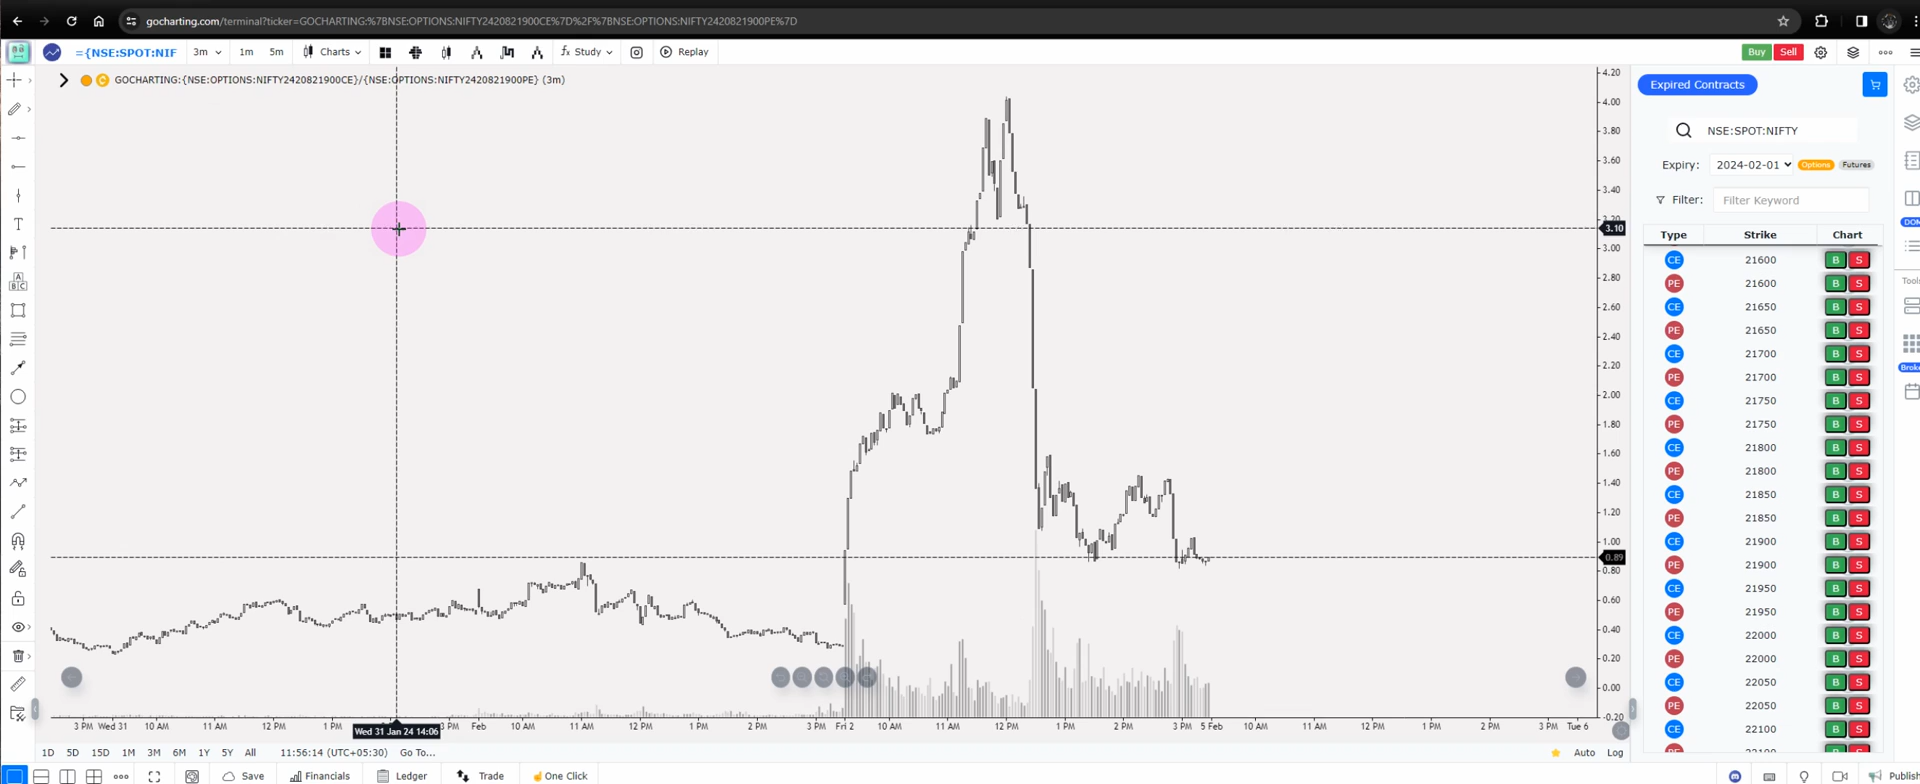 gocharting.com/terminal?ticker=GOCHARTING:%7BNSE:OPTIONS:NIFTY2420821900CE%7D%2F%7BNSE:OPTIONS:NIFTY2420821900PE%7D
={NSE:SPOT:NIF 3m 1m 5m Charts fx Study Replay Buy Sell
C GOCHARTING:{NSE:OPTIONS:NIFTY2420821900CE}/{NSE:OPTIONS:NIFTY2420821900PE} (3m)
T
A
BC
4.20
4.00
3.80
3.60
3.40
3.20
3.10
3.00
2.80
2.60
2.40
2.20
2.00
1.80
1.60
1.40
1.20
1.00
0.89
0.80
0.60
0.40
0.20
0.00
-0.20
3 PM Wed 31 10 AM 11 AM 12 PM 1 PM Wed 31 Jan 24 14:06 3 PM Feb 10 AM 11 AM 12 PM 1 PM 2 PM 3 PM Fri 2 10 AM 11 AM 12 PM 1 PM 2 PM 3 PM 5 Feb 10 AM 11 AM 12 PM 1 PM 2 PM 3 PM Tue 6
1D 5D 15D 1M 3M 6M 1Y 5Y All 11:56:14 (UTC+05:30) Go To... Auto Log
Save Financials Ledger Trade One Click Publish
Expired Contracts
NSE:SPOT:NIFTY
Expiry: 2024-02-01 Options Futures
Filter: Filter Keyword
Type Strike Chart
CE 21600 B S
PE 21600 B S
CE 21650 B S
PE 21650 B S
CE 21700 B S
PE 21700 B S
CE 21750 B S
PE 21750 B S
CE 21800 B S
PE 21800 B S
CE 21850 B S
PE 21850 B S
CE 21900 B S
PE 21900 B S
CE 21950 B S
PE 21950 B S
CE 22000 B S
PE 22000 B S
CE 22050 B S
PE 22050 B S
CE 22100 B S
DOM
Tools
Broke